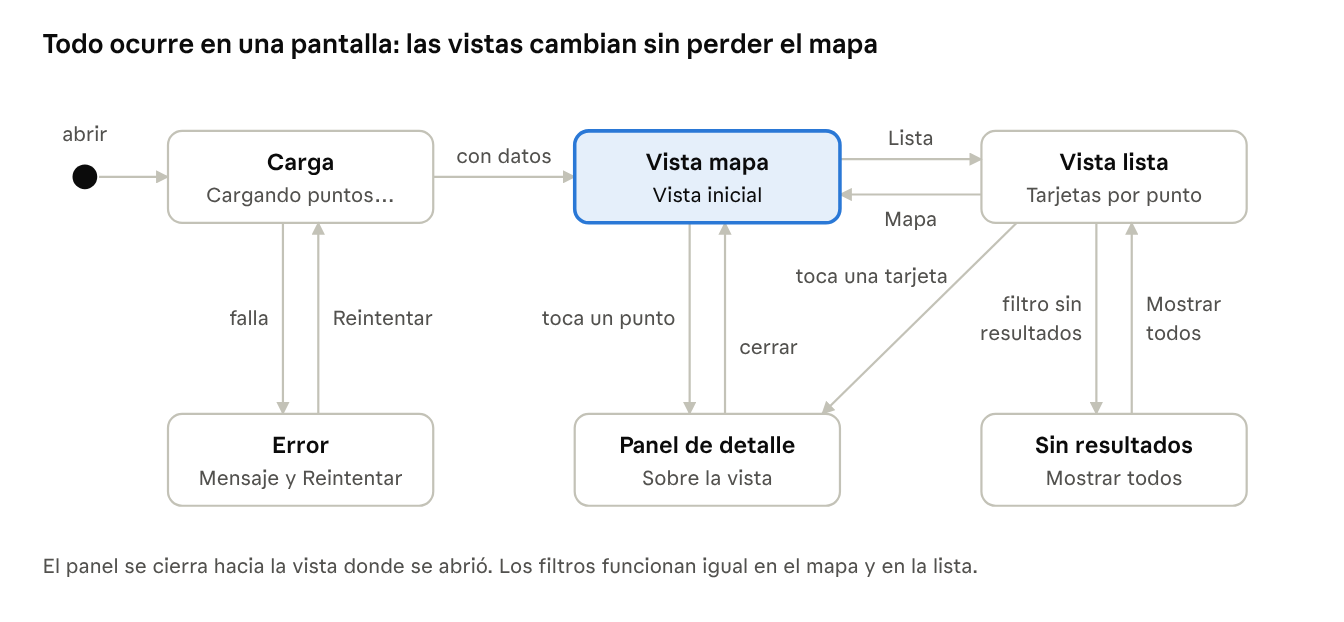 Todo ocurre en una pantalla: las vistas cambian sin perder el mapa
abrir
Carga
Cargando puntos…
con datos
Vista mapa
Vista inicial
Lista
Mapa
Vista lista
Tarjetas por punto
toca una tarjeta
falla
Reintentar
toca un punto
cerrar
filtro sin
resultados
Mostrar
todos
Error
Mensaje y Reintentar
Panel de detalle
Sobre la vista
Sin resultados
Mostrar todos
El panel se cierra hacia la vista donde se abrió. Los filtros funcionan igual en el mapa y en la lista.